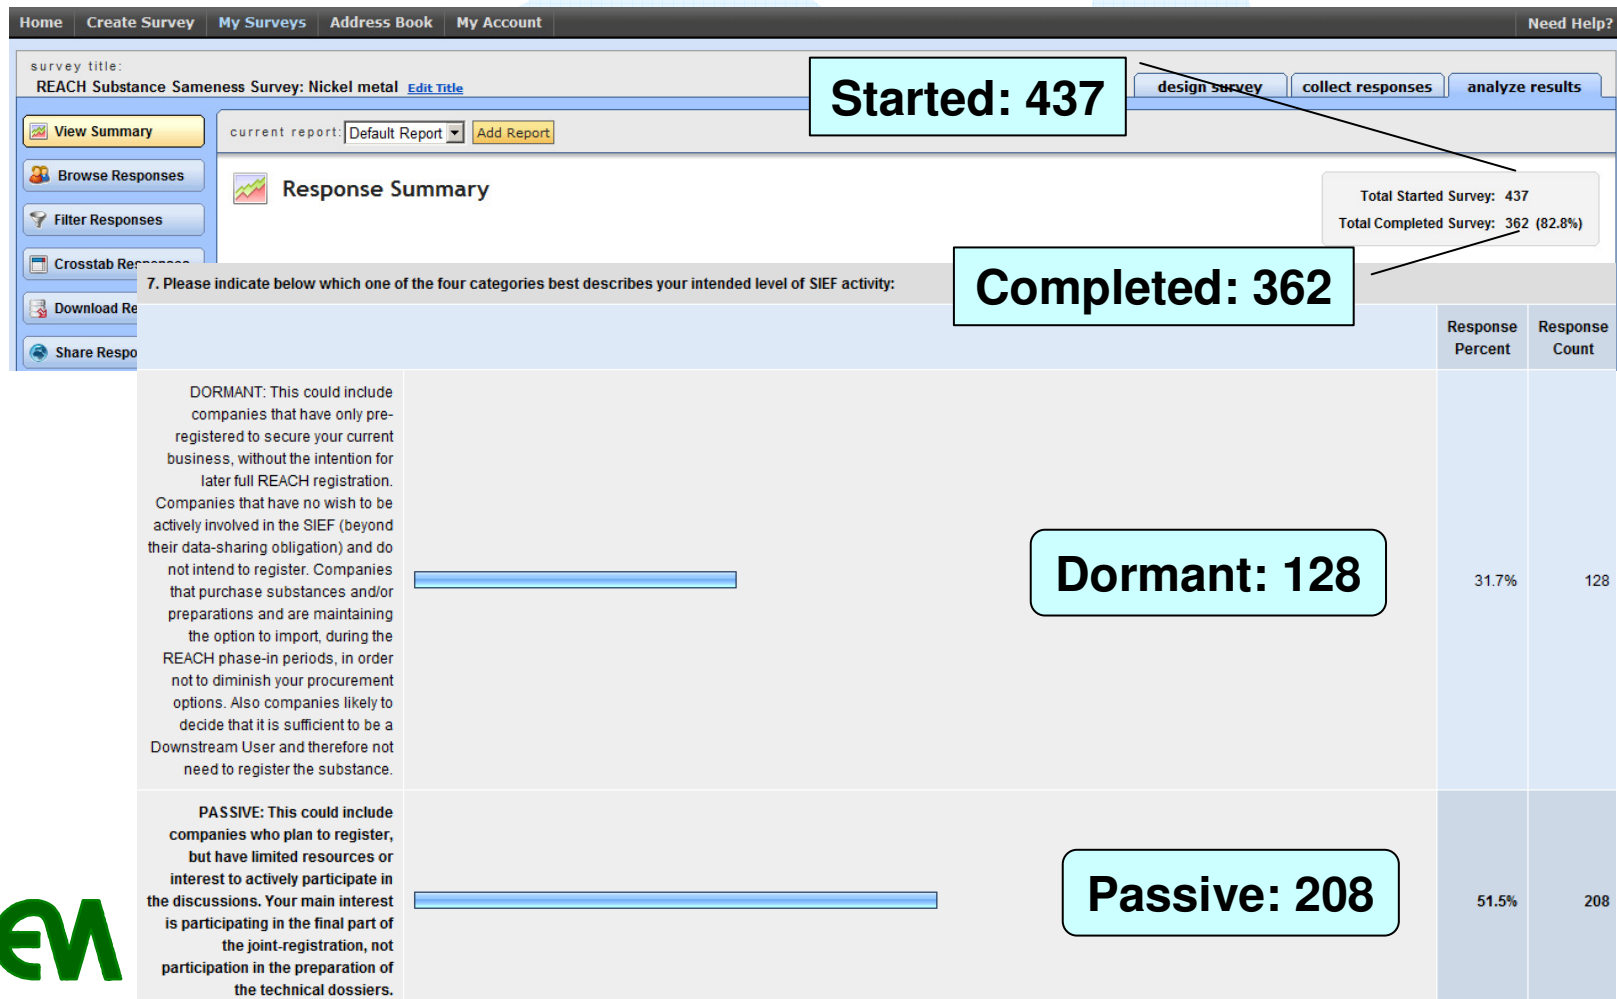 Home Create Survey My Surveys Address Book My Account Need Help?
survey title:
REACH Substance Sameness Survey: Nickel metal Edit Title
Started: 437
design survey collect responses analyze results
View Summary
current report: Default Report Add Report
Browse Responses
Response Summary
Total Started Survey: 437
Filter Responses
Total Completed Survey: 362 (82.8%)
Crosstab Responses
7. Please indicate below which one of the four categories best describes your intended level of SIEF activity:
Completed: 362
Download Re
Share Respo
Response Percent
Response Count
DORMANT: This could include
companies that have only pre-
registered to secure your current
business, without the intention for
later full REACH registration.
Companies that have no wish to be
actively involved in the SIEF (beyond
their data-sharing obligation) and do
not intend to register. Companies
that purchase substances and/or
preparations and are maintaining
the option to import, during the
REACH phase-in periods, in order
not to diminish your procurement
options. Also companies likely to
decide that it is sufficient to be a
Downstream User and therefore not
need to register the substance.
Dormant: 128
31.7% 128
PASSIVE: This could include
companies who plan to register,
but have limited resources or
interest to actively participate in
the discussions. Your main interest
is participating in the final part of
the joint-registration, not
participation in the preparation of
the technical dossiers.
Passive: 208
51.5% 208